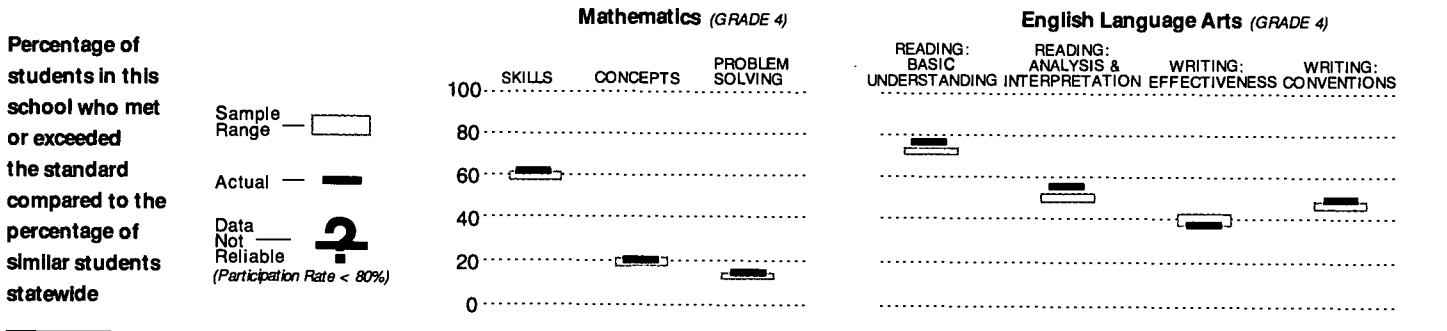 Percentage of
students in this
school who met
or exceeded
the standard
compared to the
percentage of
similar students
statewide
Sample
Range
Actual
Data
Not
Reliable
(Participation Rate < 80%)
?
Mathematics (GRADE 4)
SKILLS
CONCEPTS
PROBLEM
SOLVING
100
80
60
40
20
0
English Language Arts (GRADE 4)
READING:
BASIC
UNDERSTANDING
READING:
ANALYSIS &
INTERPRETATION
WRITING:
EFFECTIVENESS
WRITING:
CONVENTIONS